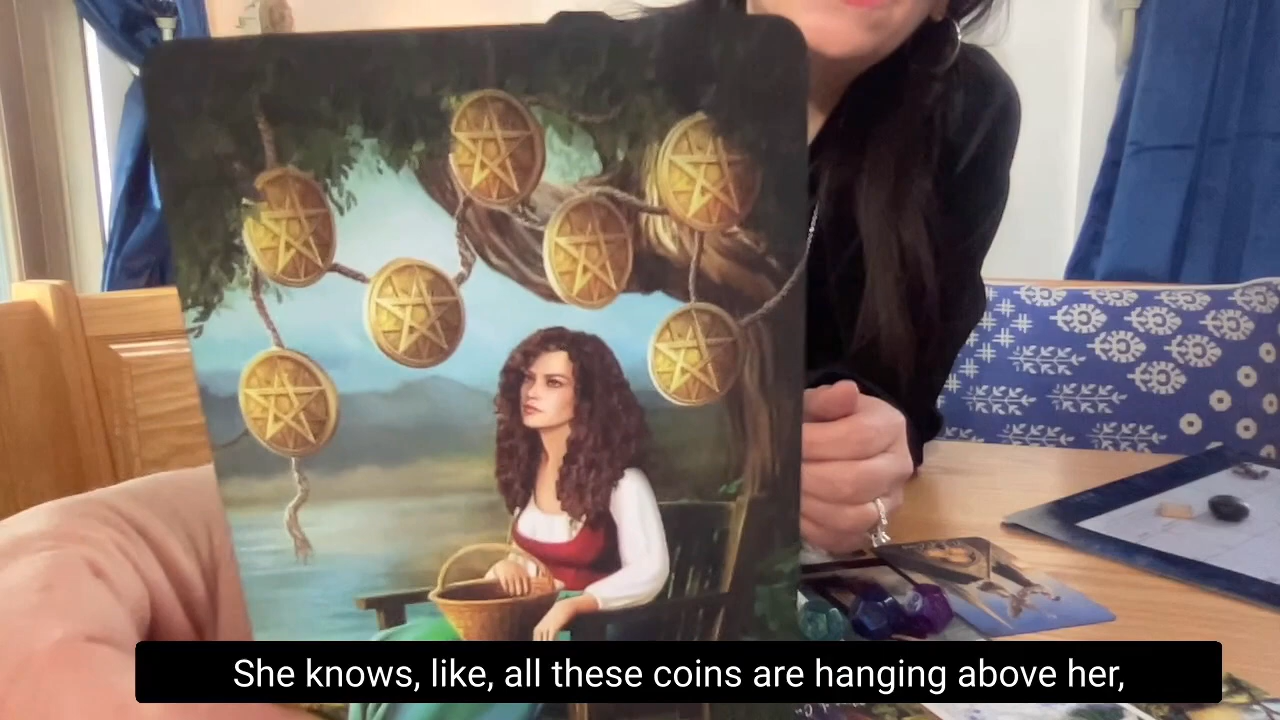 She knows, like, all these coins are hanging above her,